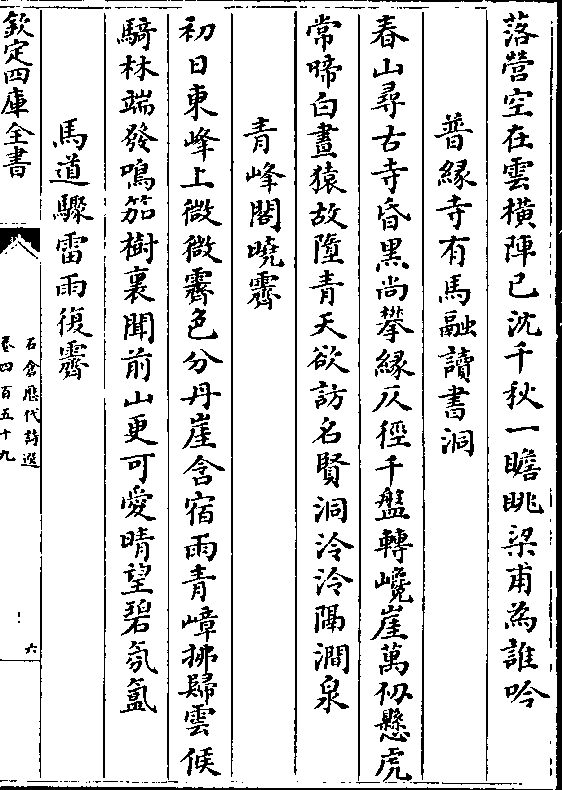 落營空在雲橫陣已沈千秋一瞻眺梁甫為誰吟
普緣寺有馬融讀書洞
春山尋古寺昏黑尚攀緣仄徑千盤轉巉崖萬仞懸虎
常啼白晝猿故墮青天欲訪名賢洞泠泠隔澗泉
青峰閣曉霽
初日東峰上微微霽色分丹崖含宿雨青嶂拂歸雲候
騎林端發鳴笳樹裏聞前山更可愛晴望碧氛氳
馬道驟雷雨復霽
欽定四庫全書
石倉歷代詩選
卷四百五十九
六